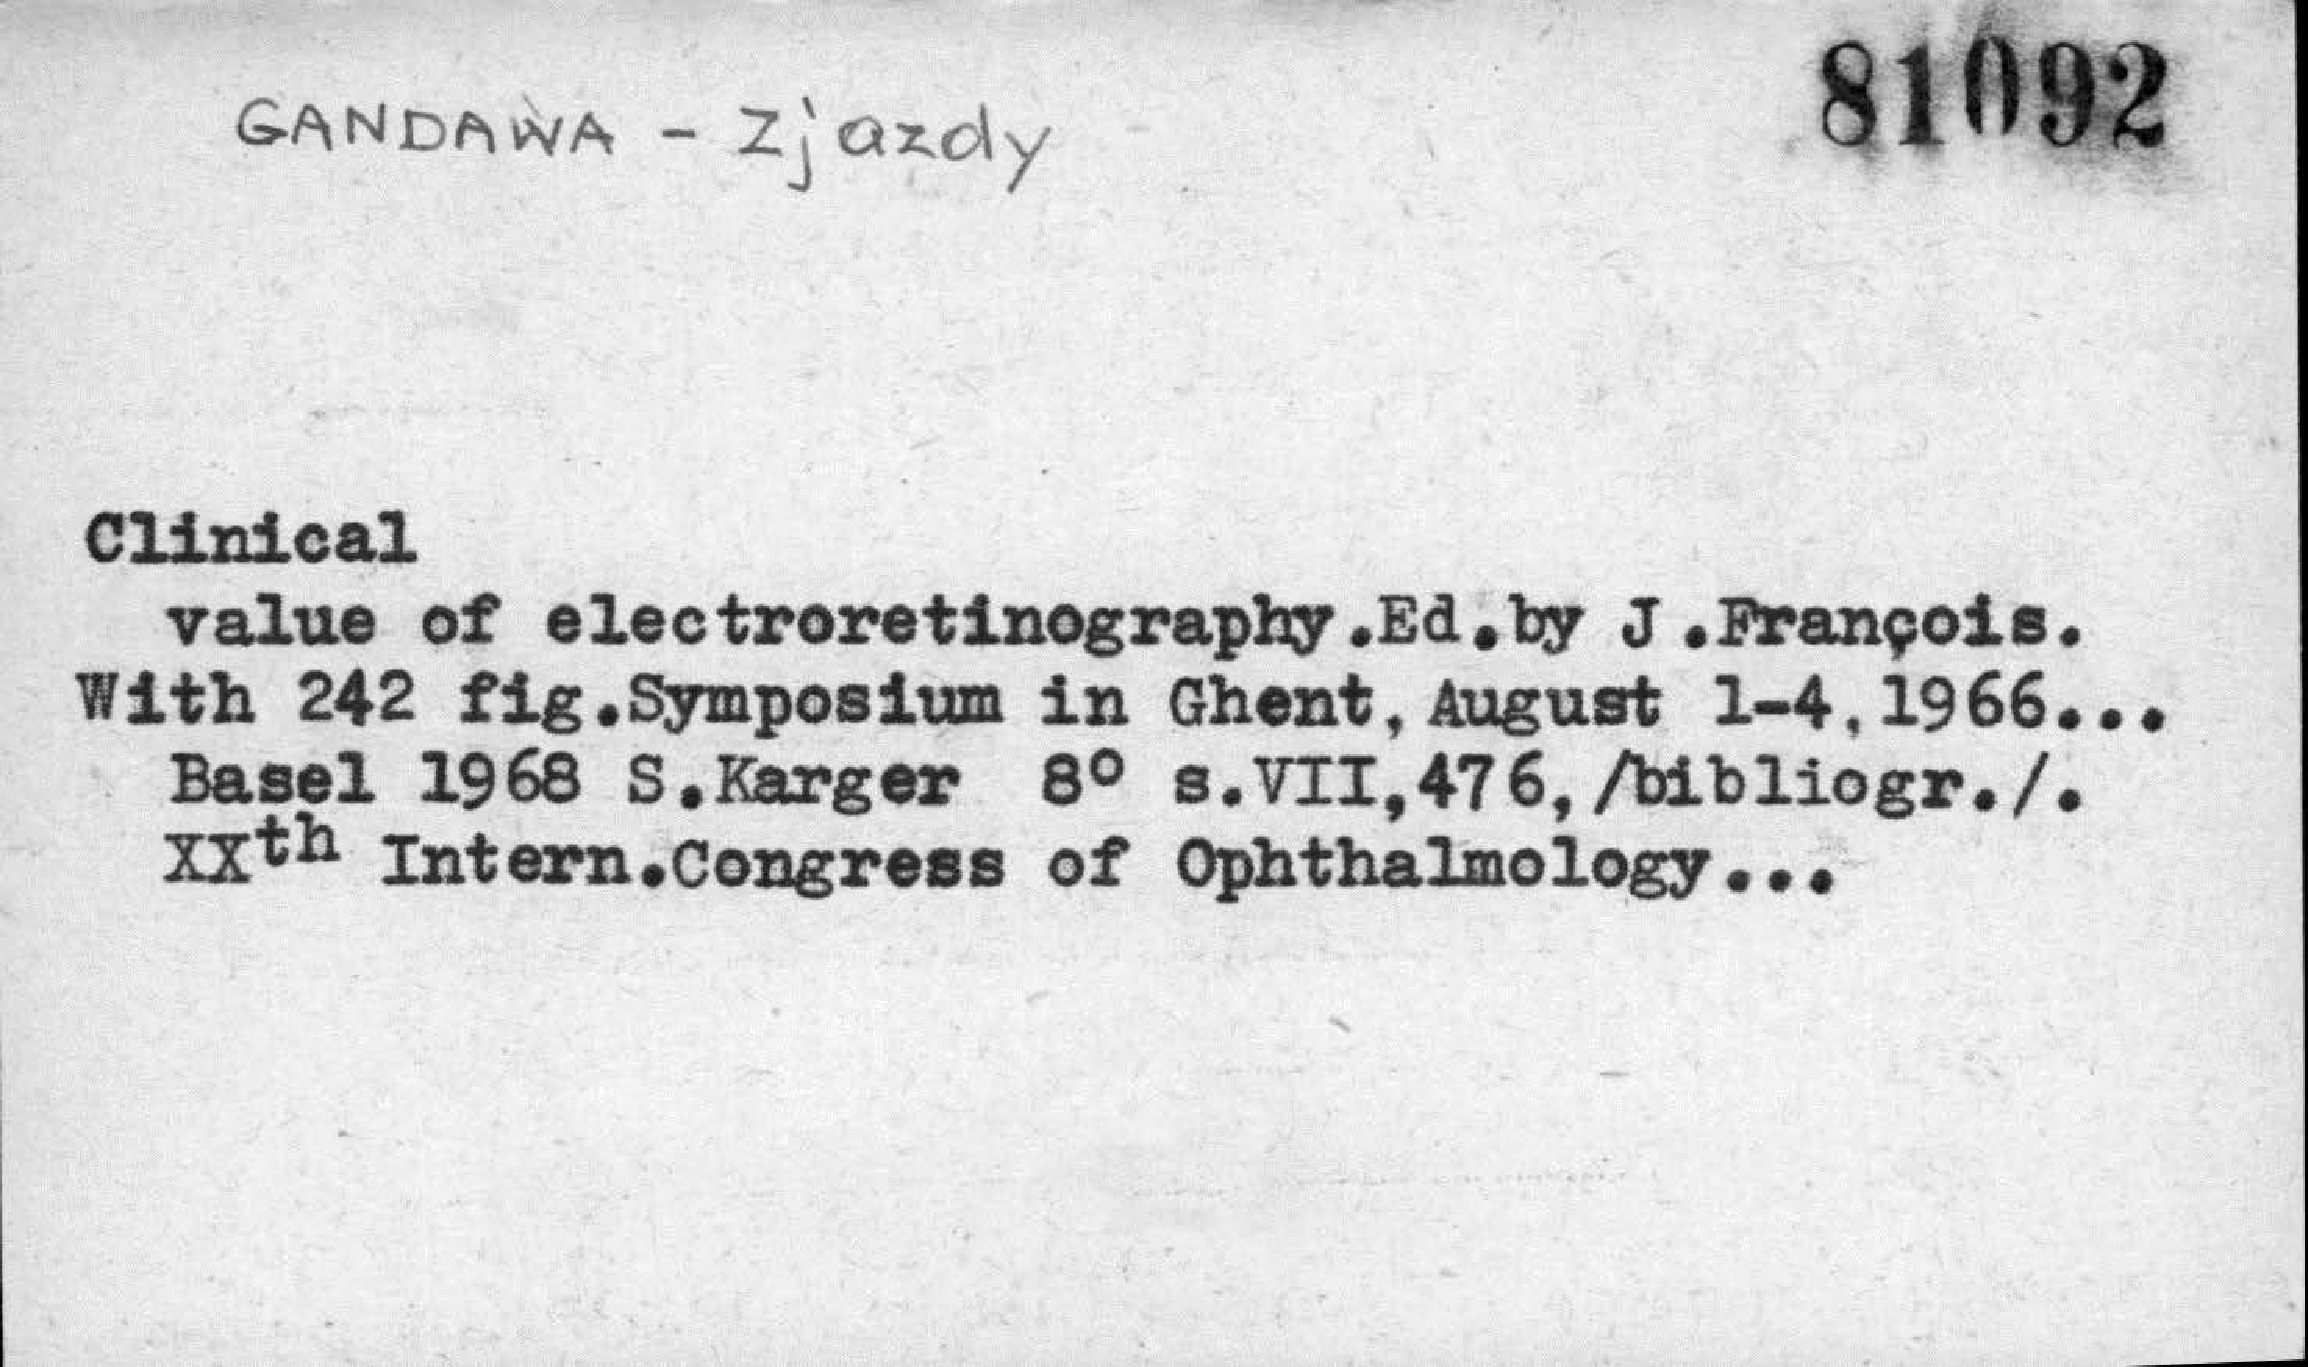 GANDAWA - Zjazdy
81092
Clinical
value of electroretinography.Ed.by J.François.
With 242 fig.Symposium in Ghent,August 1-4,1966...
Basel 1968 S.Karger 8º s.VII,476,/bibliogr./.
XXth Intern.Congress of Ophthalmology...